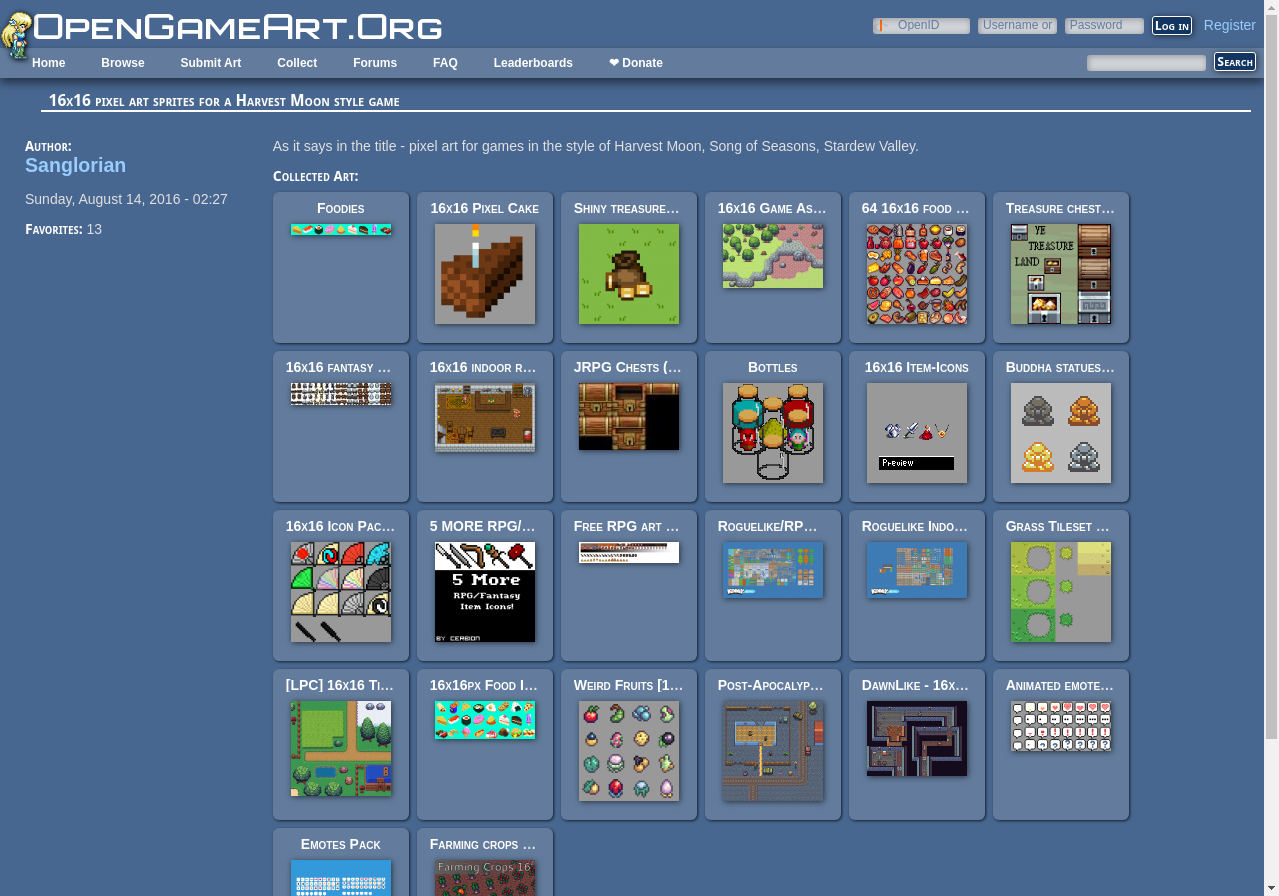 OpenGameArt.Org
OpenID
Username or
Password
Log in
Register
Home
Browse
Submit Art
Collect
Forums
FAQ
Leaderboards
❤ Donate
Search
16x16 pixel art sprites for a Harvest Moon style game
Author:
Sanglorian
Sunday, August 14, 2016 - 02:27
Favorites: 13
As it says in the title - pixel art for games in the style of Harvest Moon, Song of Seasons, Stardew Valley.
Collected Art:
Foodies
16x16 Pixel Cake
Shiny treasure…
16x16 Game As…
64 16x16 food …
Treasure chest…
YE
TREASURE
LAND
16x16 fantasy …
16x16 indoor r…
JRPG Chests (…
Bottles
16x16 Item-Icons
Preview
Buddha statues…
16x16 Icon Pac…
5 MORE RPG/…
5 More
RPG/Fantasy
Item Icons!
BY CERBION
Free RPG art …
Roguelike/RP…
Roguelike Indo…
Grass Tileset …
[LPC] 16x16 Ti…
16x16px Food I…
Weird Fruits [1…
Post-Apocalyp…
DawnLike - 16x…
Animated emote…
Emotes Pack
Farming crops …
Farming Crops 16